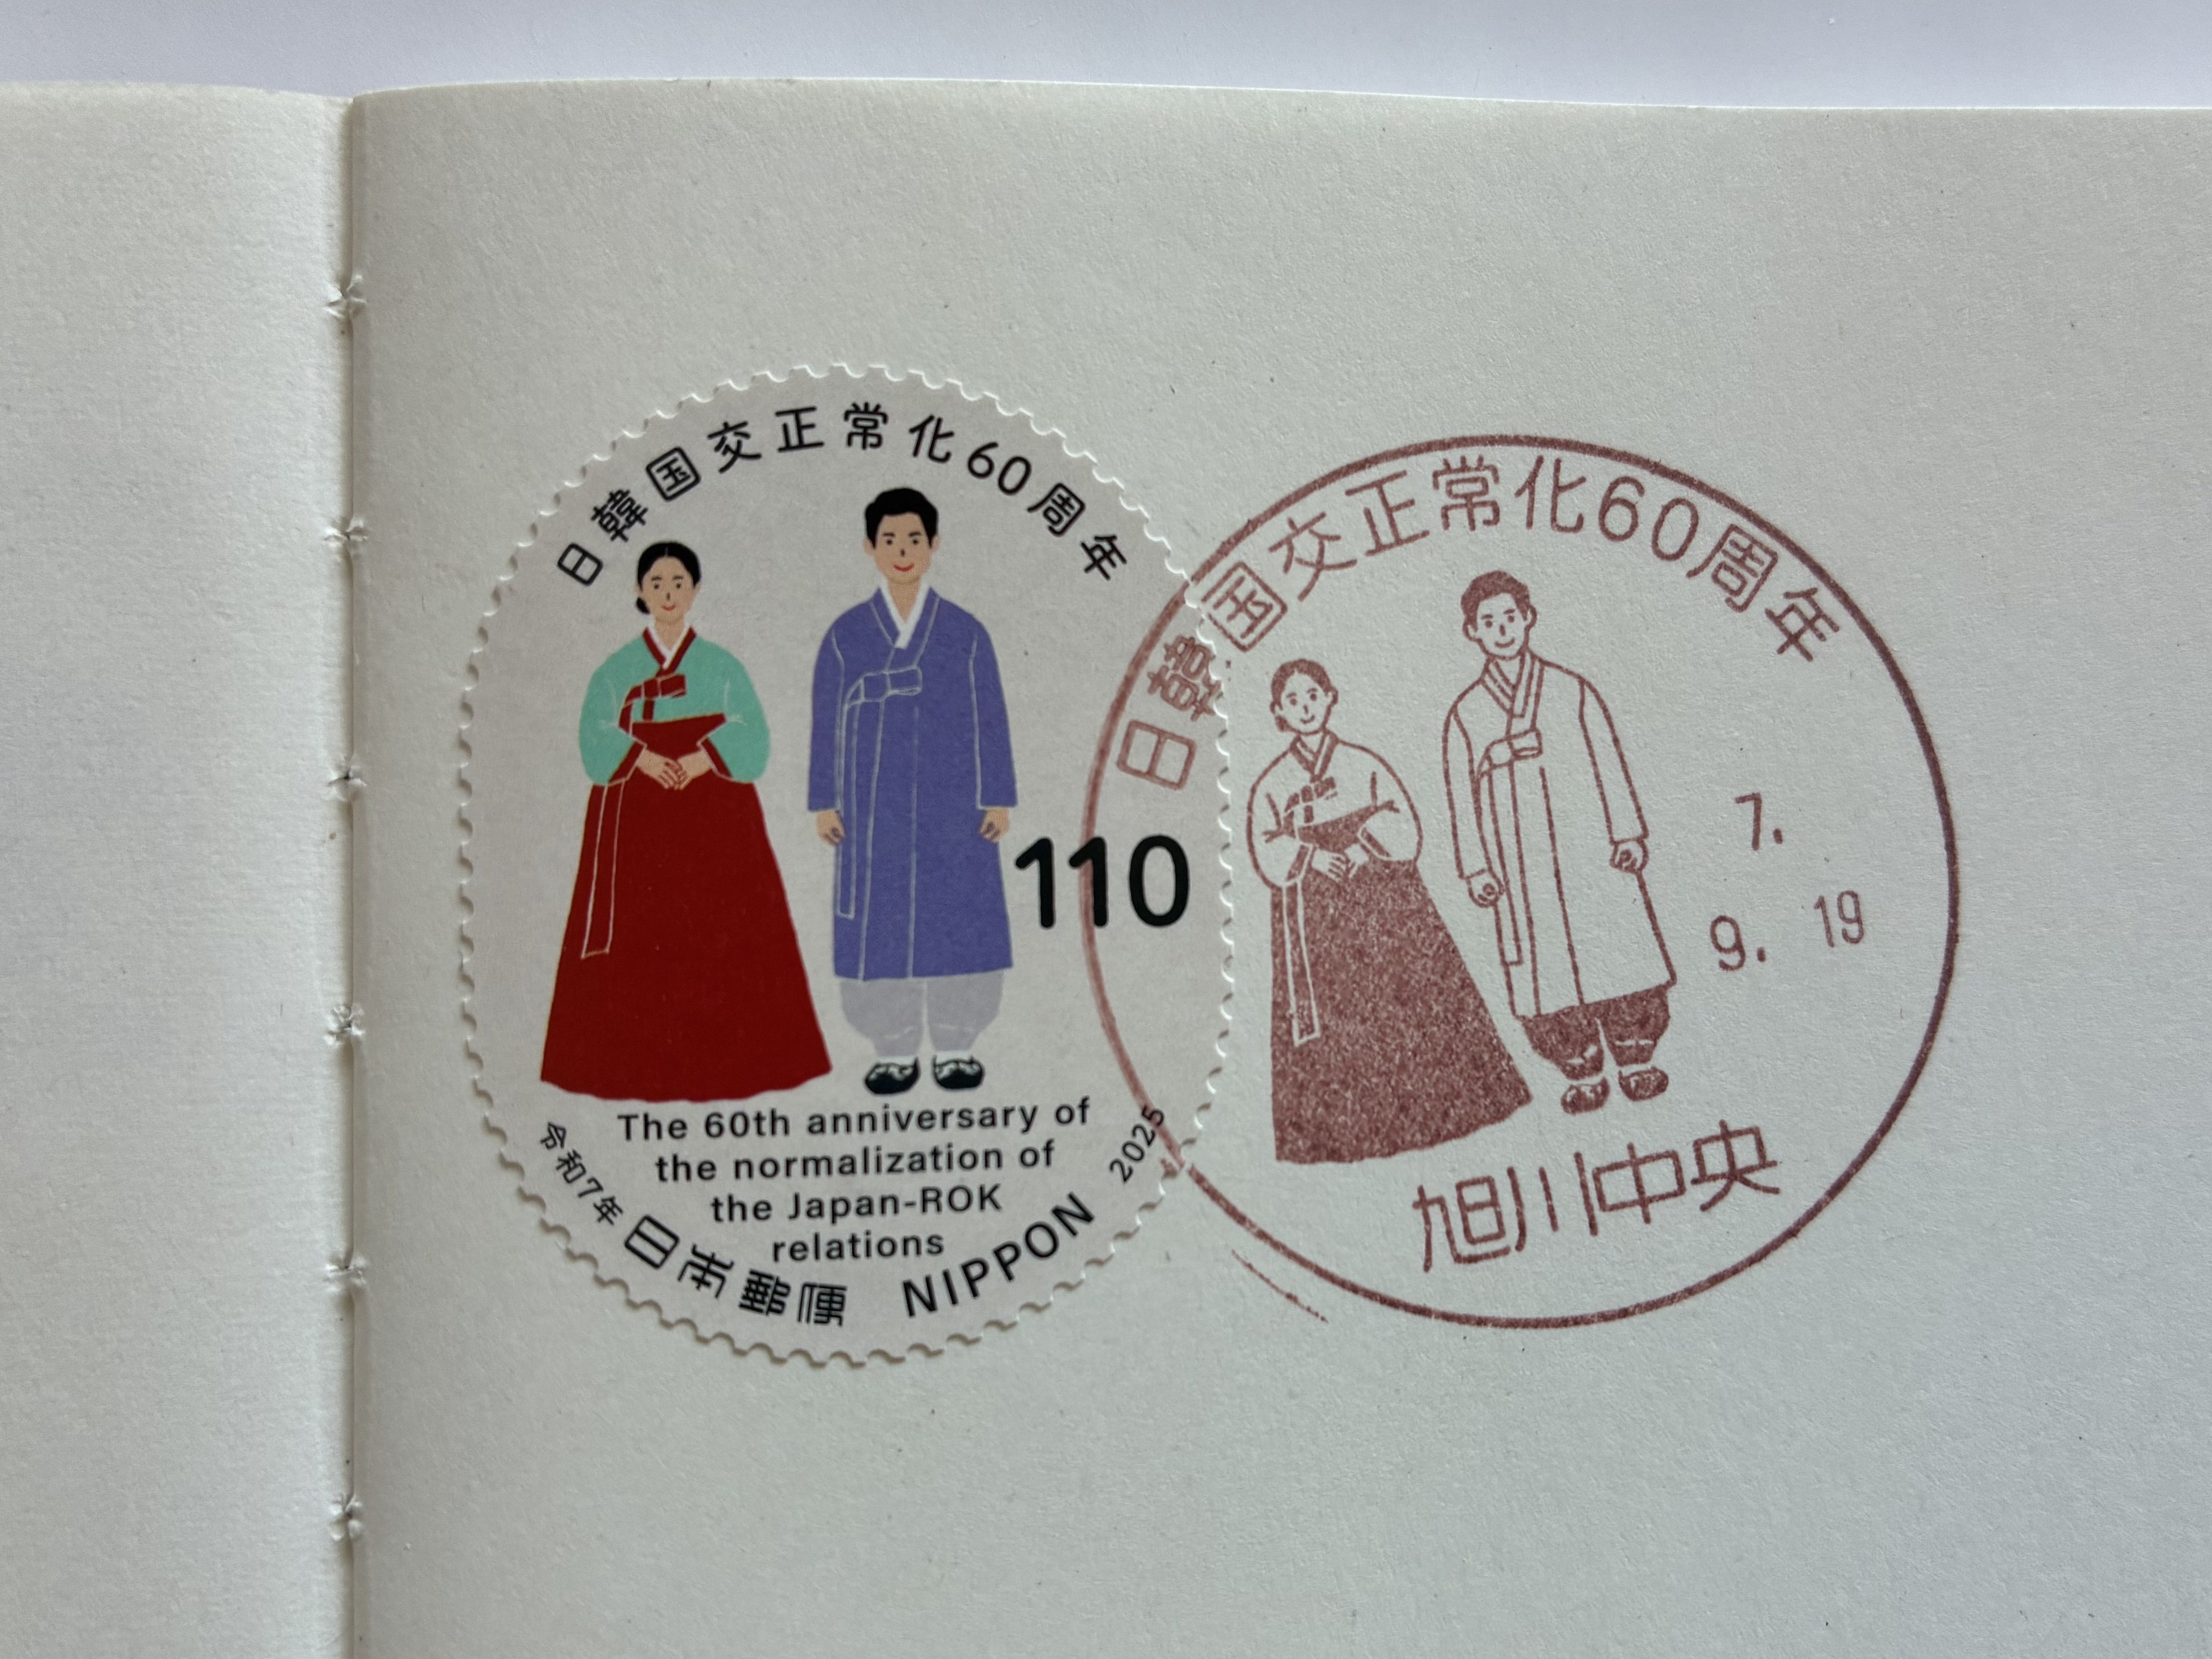 日韓国交正常化60周年
110
The 60th anniversary of
the normalization of
the Japan-ROK
relations
令和7年
日本郵便
NIPPON
2025
日韓国交正常化60周年
7.
9. 19
旭川中央